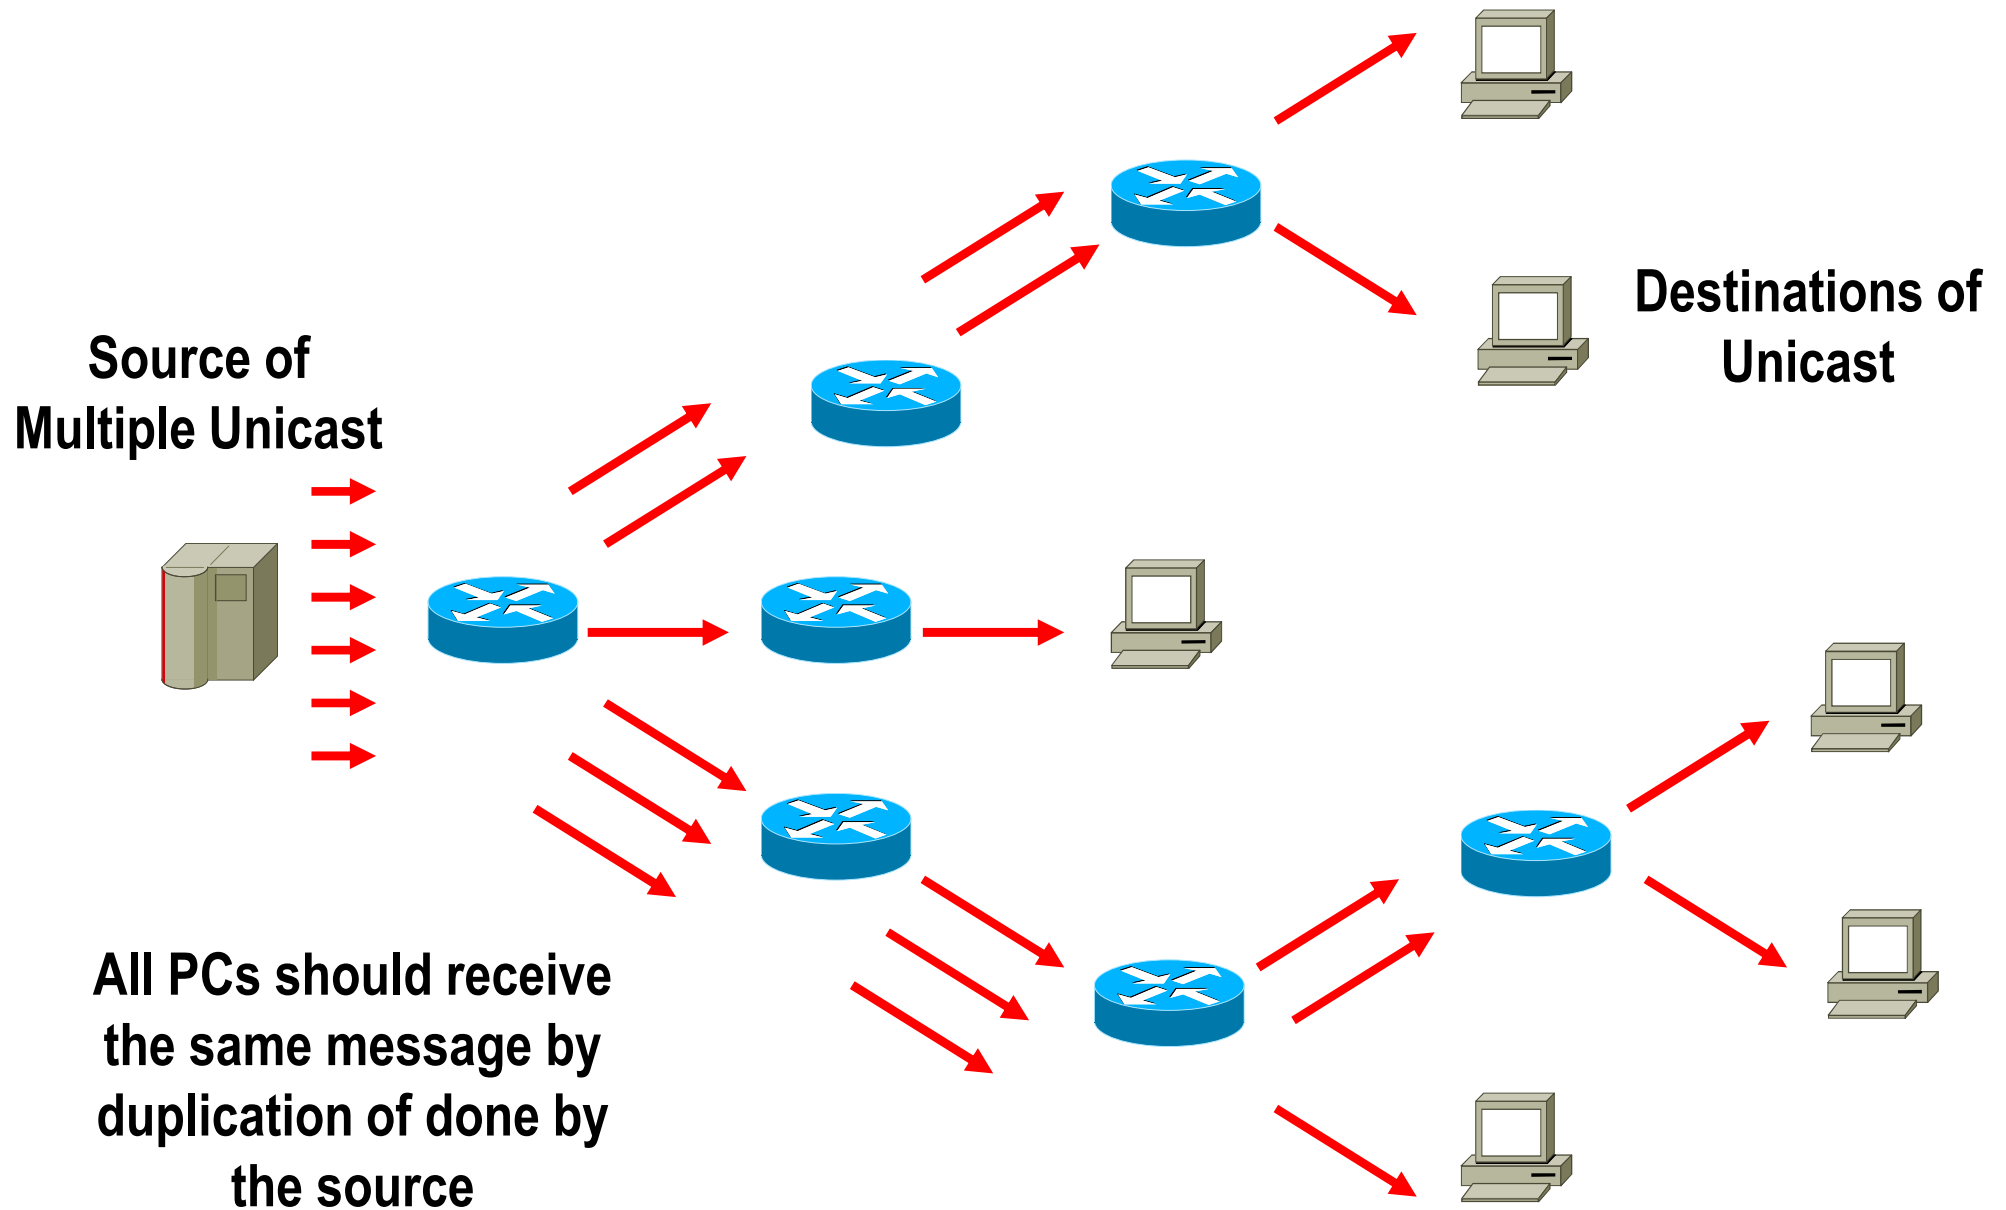 Source of
Multiple Unicast
Destinations of
Unicast
All PCs should receive
the same message by
duplication of done by
the source